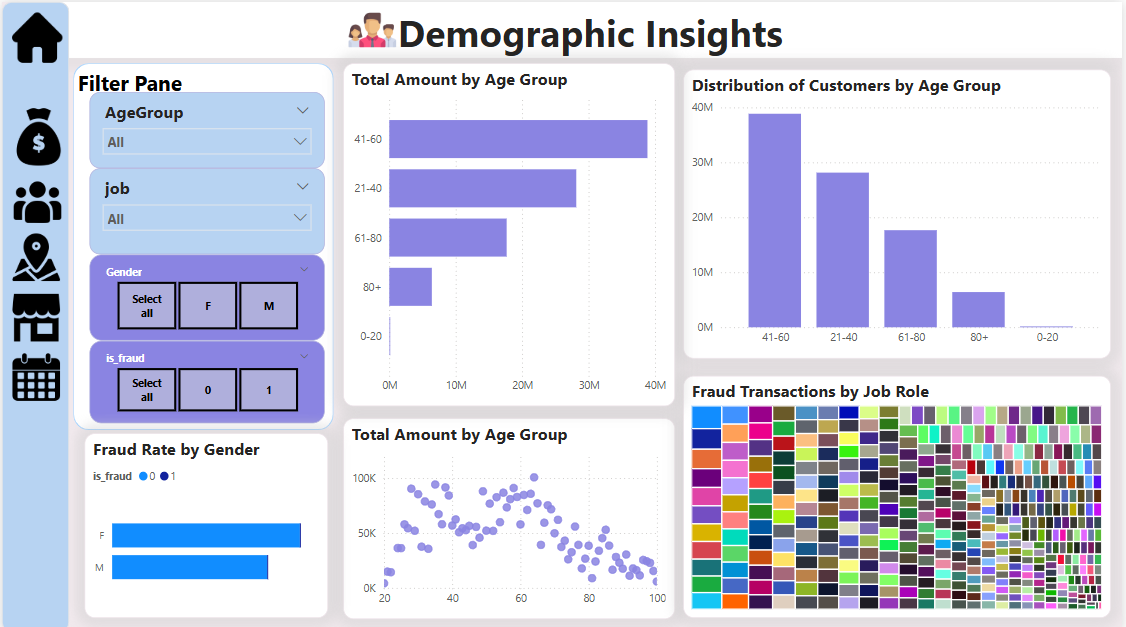 Demographic Insights
Filter Pane
AgeGroup
All
job
All
Gender
Select all
F
M
is_fraud
Select all
0
1
Fraud Rate by Gender
is_fraud 0 1
F
M
Total Amount by Age Group
41-60
21-40
61-80
80+
0-20
0M 10M 20M 30M 40M
Total Amount by Age Group
100K
50K
0K
20 40 60 80 100
Distribution of Customers by Age Group
40M
30M
20M
10M
0M
41-60 21-40 61-80 80+ 0-20
Fraud Transactions by Job Role
$